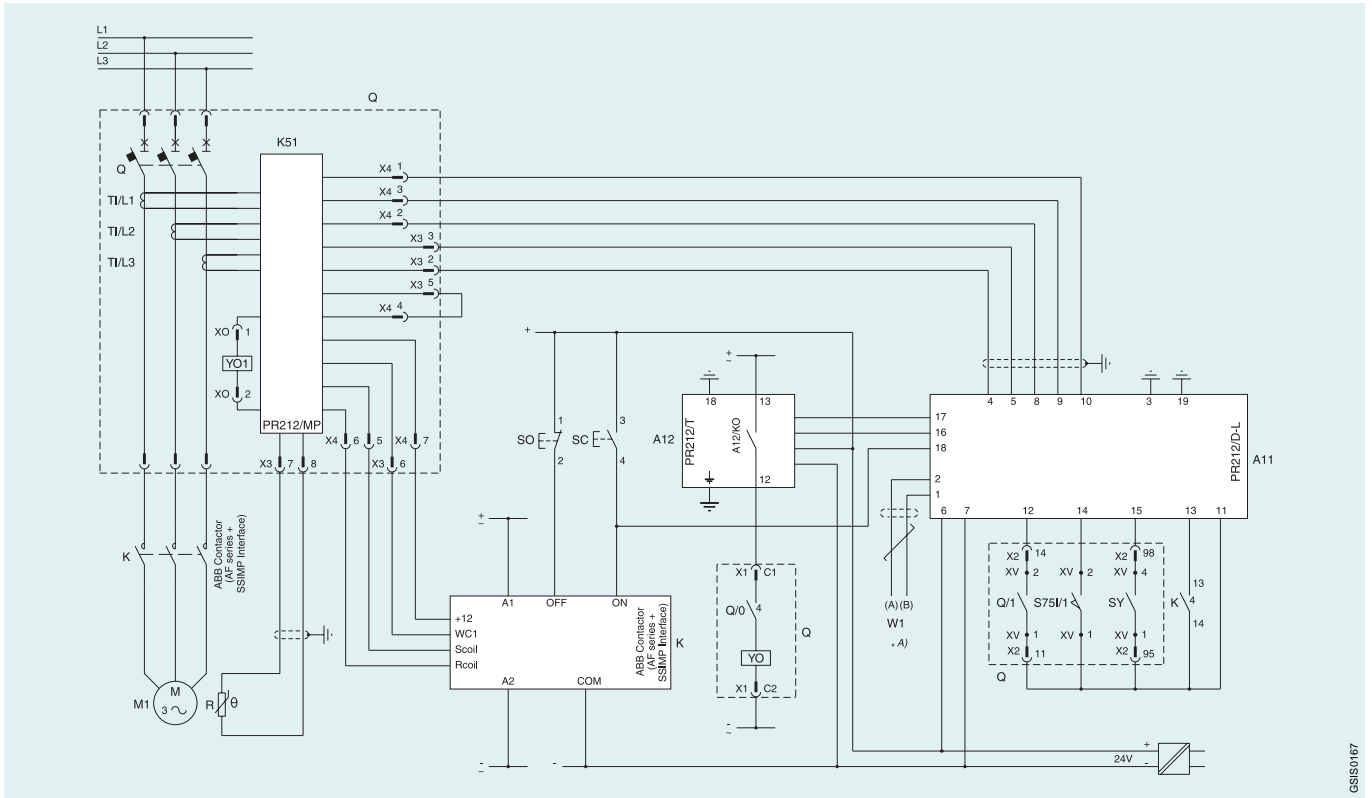 L1
L2
L3
Q
K51
Q
TI/L1
TI/L2
TI/L3
X4 1
X4 3
X4 2
X3 3
X3 2
X3 5
X4 4
XO 1
YO1
XO 2
PR212/MP
X3 7 8
X4 6 5
X3 6
X4 7
+
1
SO
2
3
SC
4
+
~
18 13
A12
PR212/T
A12/KO
12
4 5 8 9 10 3 19
17
16
18
2
1
PR212/D-L
A11
6 7 12 14 15 13 11
(A) (B)
W1
* A)
X2 14
XV 2
Q/1
XV 1
X2 11
XV 2
S75I/1
XV 1
X2 98
XV 4
SY
XV 1
X2 95
Q
13
K 4
14
K
ABB Contactor
(AF series +
SSIMP Interface)
M1
M
3 ~
R
θ
+
~
A1 OFF ON
+12
WC1
Scoil
Rcoil
ABB Contactor
(AF series +
SSIMP Interface)
K
A2 COM
X1 C1
Q/0 4
YO
X1 C2
Q
-
~
-
~
-
24V
+
-
GSIS0167